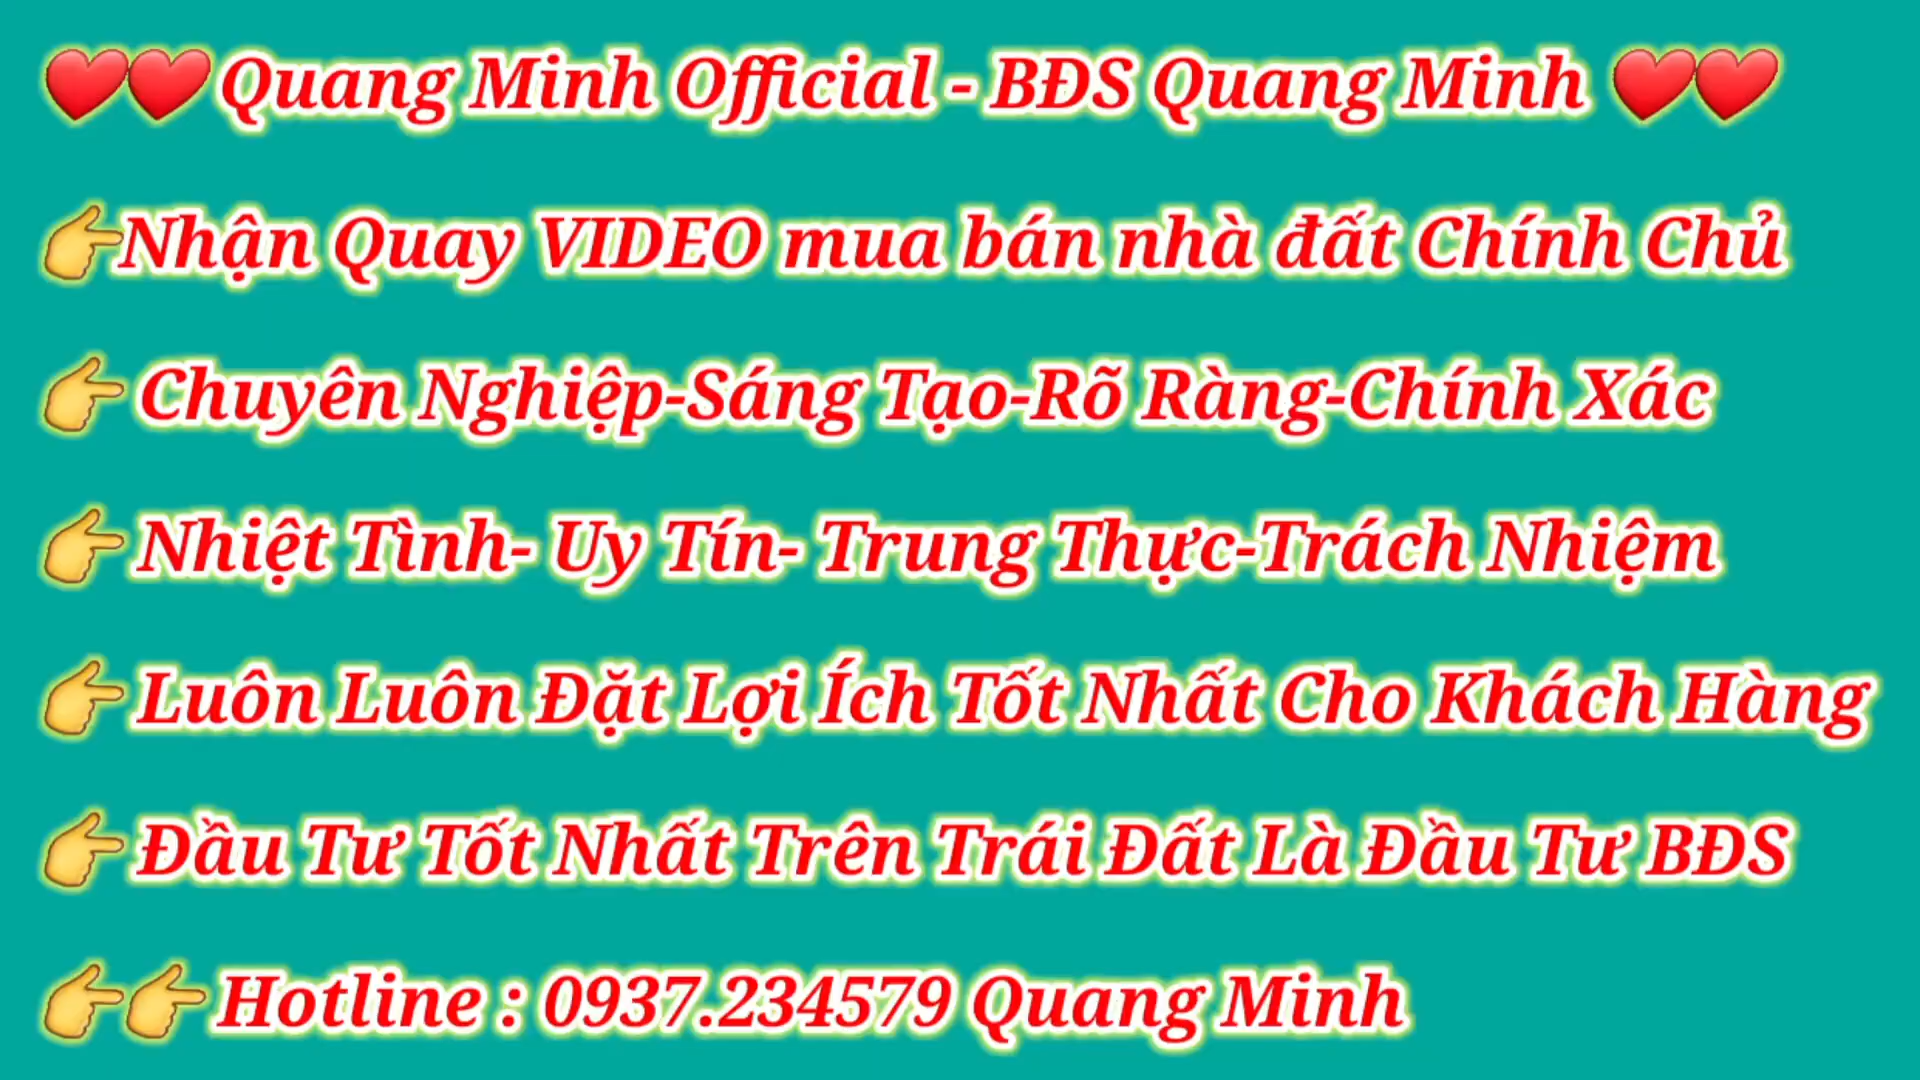 ❤️❤️ Quang Minh Official - BĐS Quang Minh ❤️❤️
👉Nhận Quay VIDEO mua bán nhà đất Chính Chủ
👉 Chuyên Nghiệp-Sáng Tạo-Rõ Ràng-Chính Xác
👉 Nhiệt Tình- Uy Tín- Trung Thực-Trách Nhiệm
👉 Luôn Luôn Đặt Lợi Ích Tốt Nhất Cho Khách Hàng
👉 Đầu Tư Tốt Nhất Trên Trái Đất Là Đầu Tư BĐS
👉👉 Hotline : 0937.234579 Quang Minh